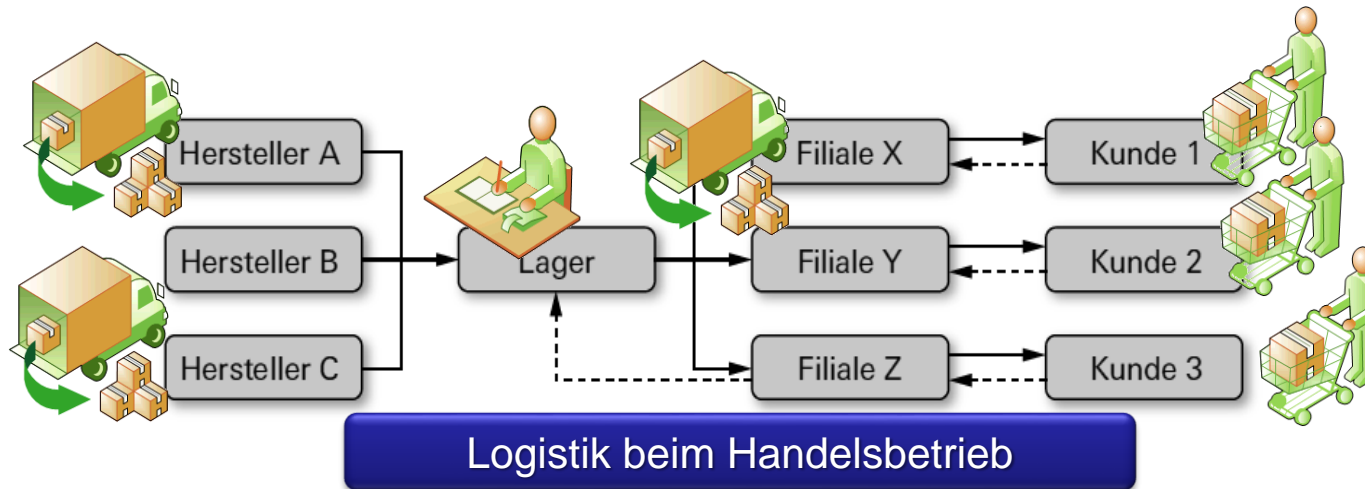 Hersteller A
Filiale X
Kunde 1
Hersteller B
Lager
Filiale Y
Kunde 2
Hersteller C
Filiale Z
Kunde 3
Logistik beim Handelsbetrieb